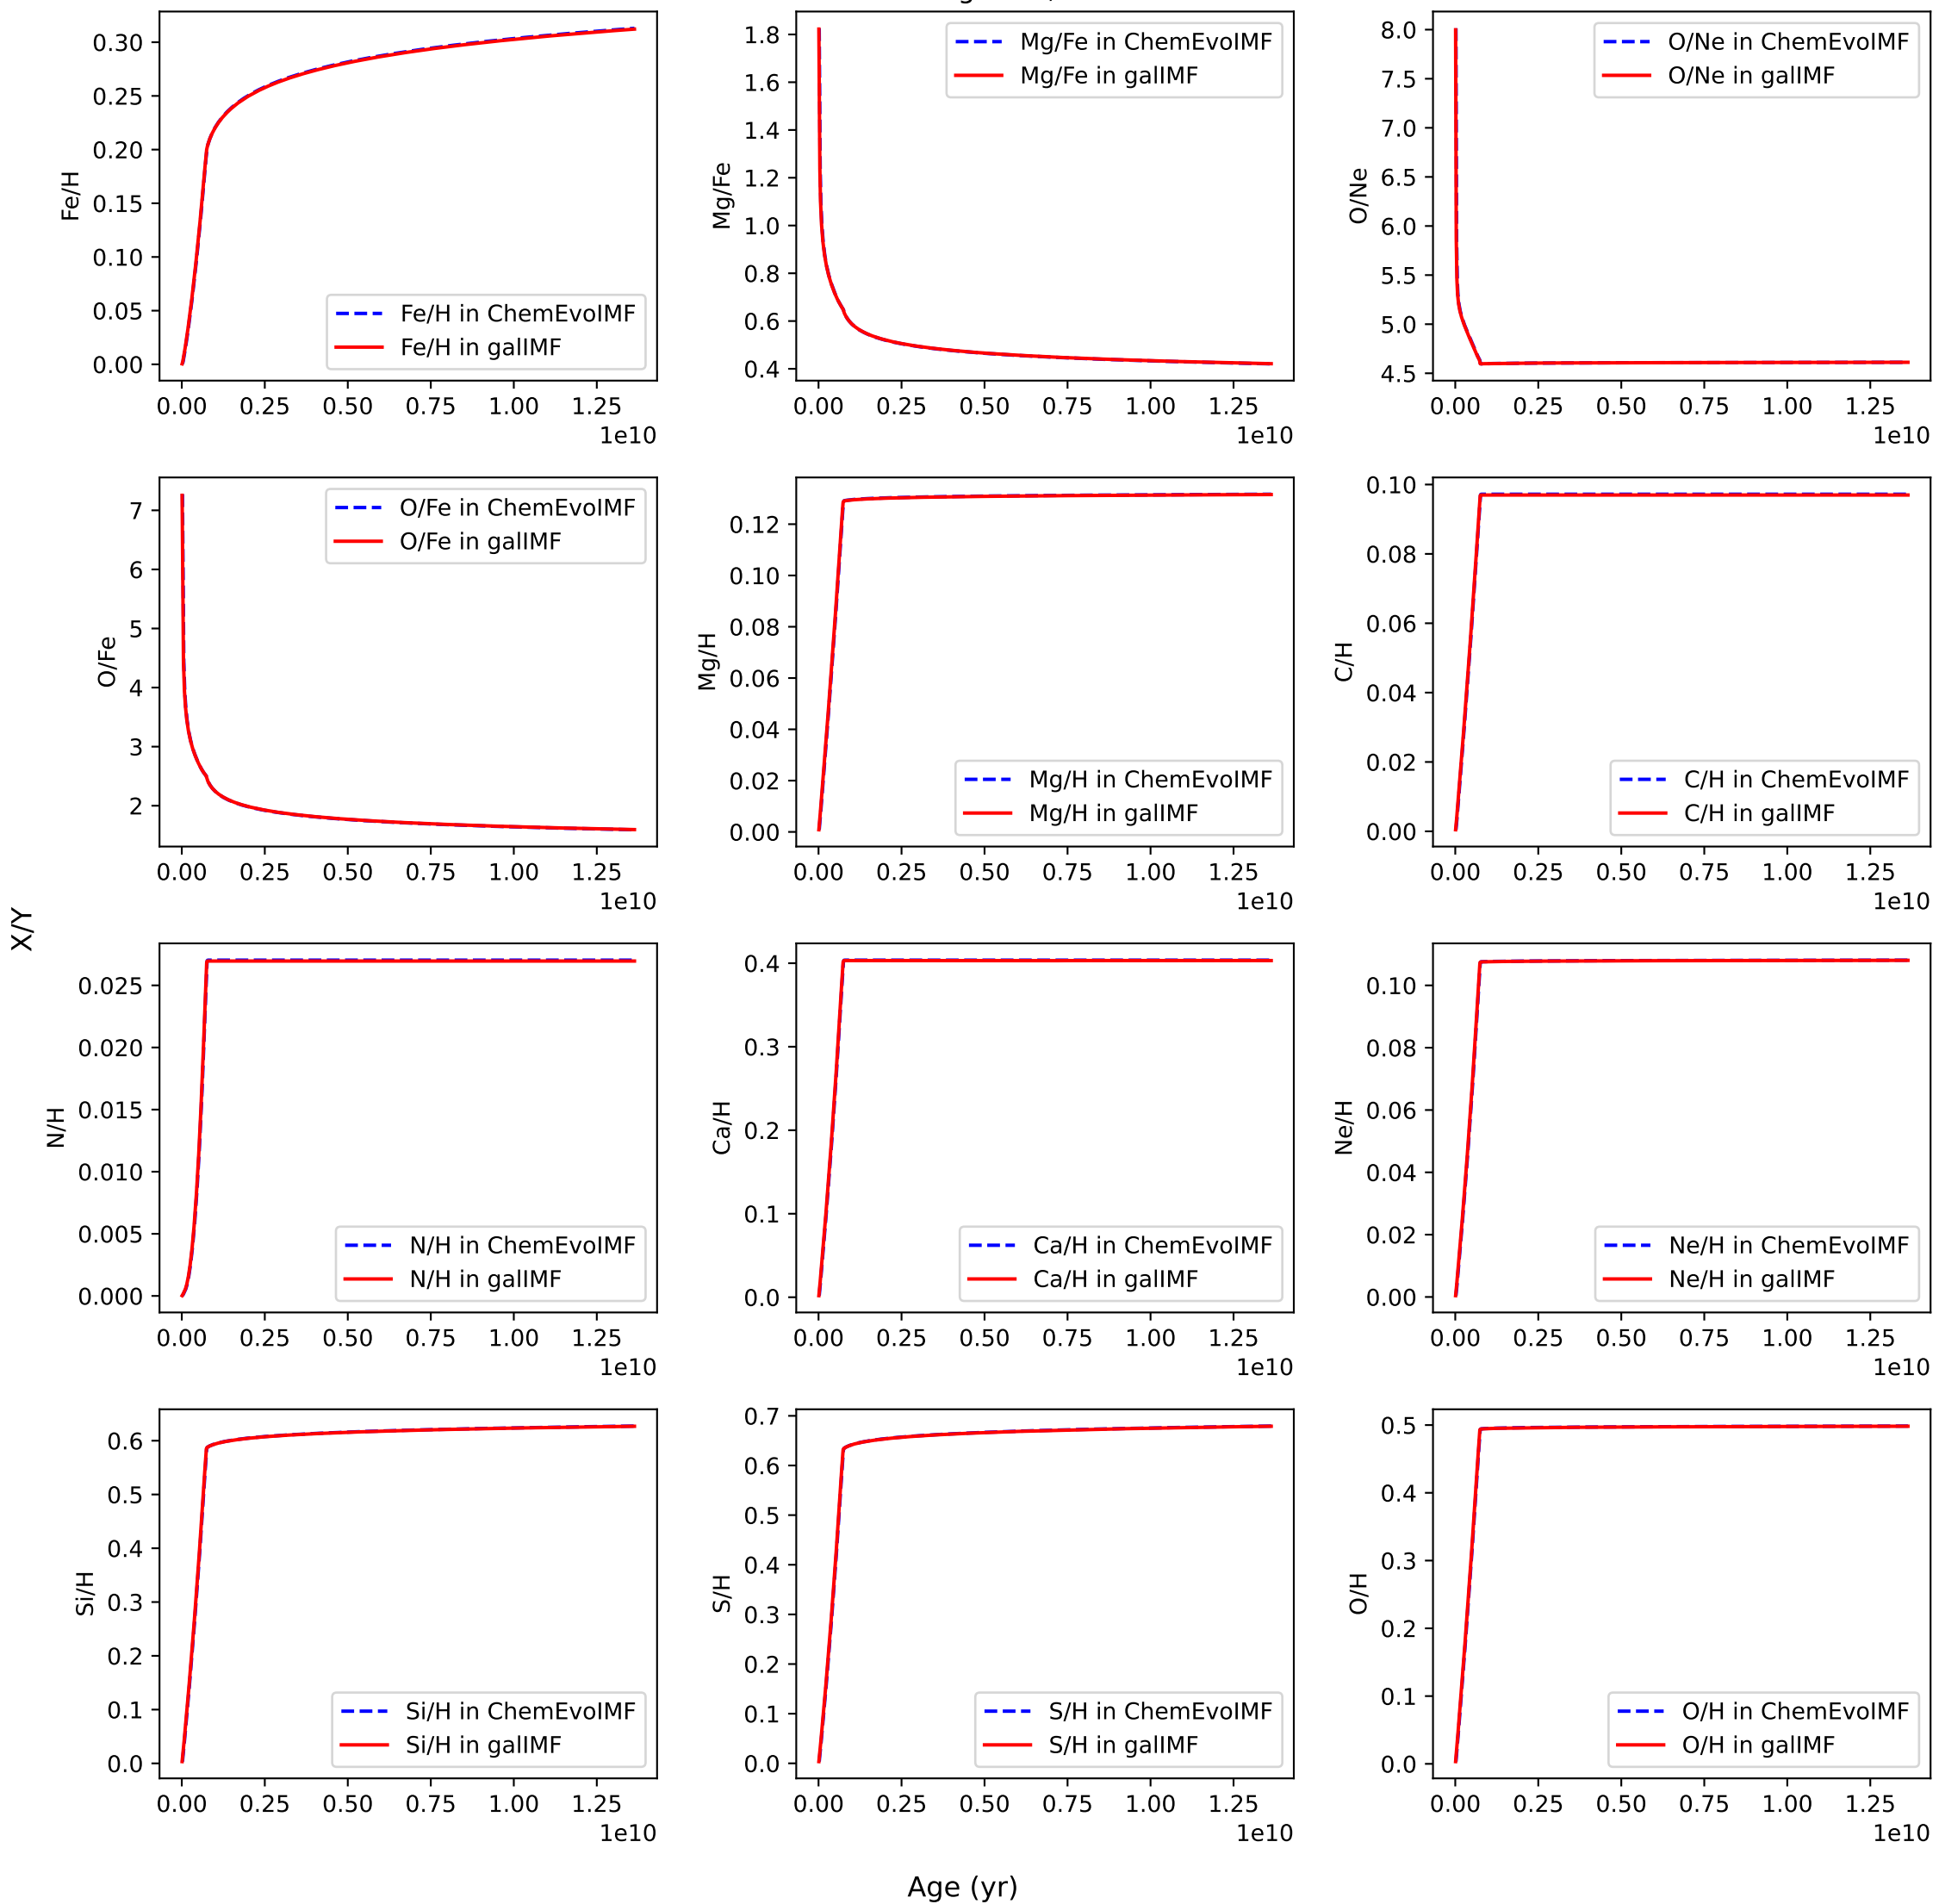 0.30
0.25
0.20
0.15
0.10
0.05
0.00
Fe/H
Fe/H in ChemEvoIMF
Fe/H in galIMF
0.00 0.25 0.50 0.75 1.00 1.25
1e10
1.8
1.6
1.4
1.2
1.0
0.8
0.6
0.4
Mg/Fe
Mg/Fe in ChemEvoIMF
Mg/Fe in galIMF
0.00 0.25 0.50 0.75 1.00 1.25
1e10
8.0
7.5
7.0
6.5
6.0
5.5
5.0
4.5
O/Ne
O/Ne in ChemEvoIMF
O/Ne in galIMF
0.00 0.25 0.50 0.75 1.00 1.25
1e10
7
6
5
4
3
2
O/Fe
O/Fe in ChemEvoIMF
O/Fe in galIMF
0.00 0.25 0.50 0.75 1.00 1.25
1e10
0.12
0.10
0.08
0.06
0.04
0.02
0.00
Mg/H
Mg/H in ChemEvoIMF
Mg/H in galIMF
0.00 0.25 0.50 0.75 1.00 1.25
1e10
0.10
0.08
0.06
0.04
0.02
0.00
C/H
C/H in ChemEvoIMF
C/H in galIMF
0.00 0.25 0.50 0.75 1.00 1.25
1e10
X/Y
0.025
0.020
0.015
0.010
0.005
0.000
N/H
N/H in ChemEvoIMF
N/H in galIMF
0.00 0.25 0.50 0.75 1.00 1.25
1e10
0.4
0.3
0.2
0.1
0.0
Ca/H
Ca/H in ChemEvoIMF
Ca/H in galIMF
0.00 0.25 0.50 0.75 1.00 1.25
1e10
0.10
0.08
0.06
0.04
0.02
0.00
Ne/H
Ne/H in ChemEvoIMF
Ne/H in galIMF
0.00 0.25 0.50 0.75 1.00 1.25
1e10
0.6
0.5
0.4
0.3
0.2
0.1
0.0
Si/H
Si/H in ChemEvoIMF
Si/H in galIMF
0.00 0.25 0.50 0.75 1.00 1.25
1e10
0.7
0.6
0.5
0.4
0.3
0.2
0.1
0.0
S/H
S/H in ChemEvoIMF
S/H in galIMF
0.00 0.25 0.50 0.75 1.00 1.25
1e10
0.5
0.4
0.3
0.2
0.1
0.0
O/H
O/H in ChemEvoIMF
O/H in galIMF
0.00 0.25 0.50 0.75 1.00 1.25
1e10
Age (yr)